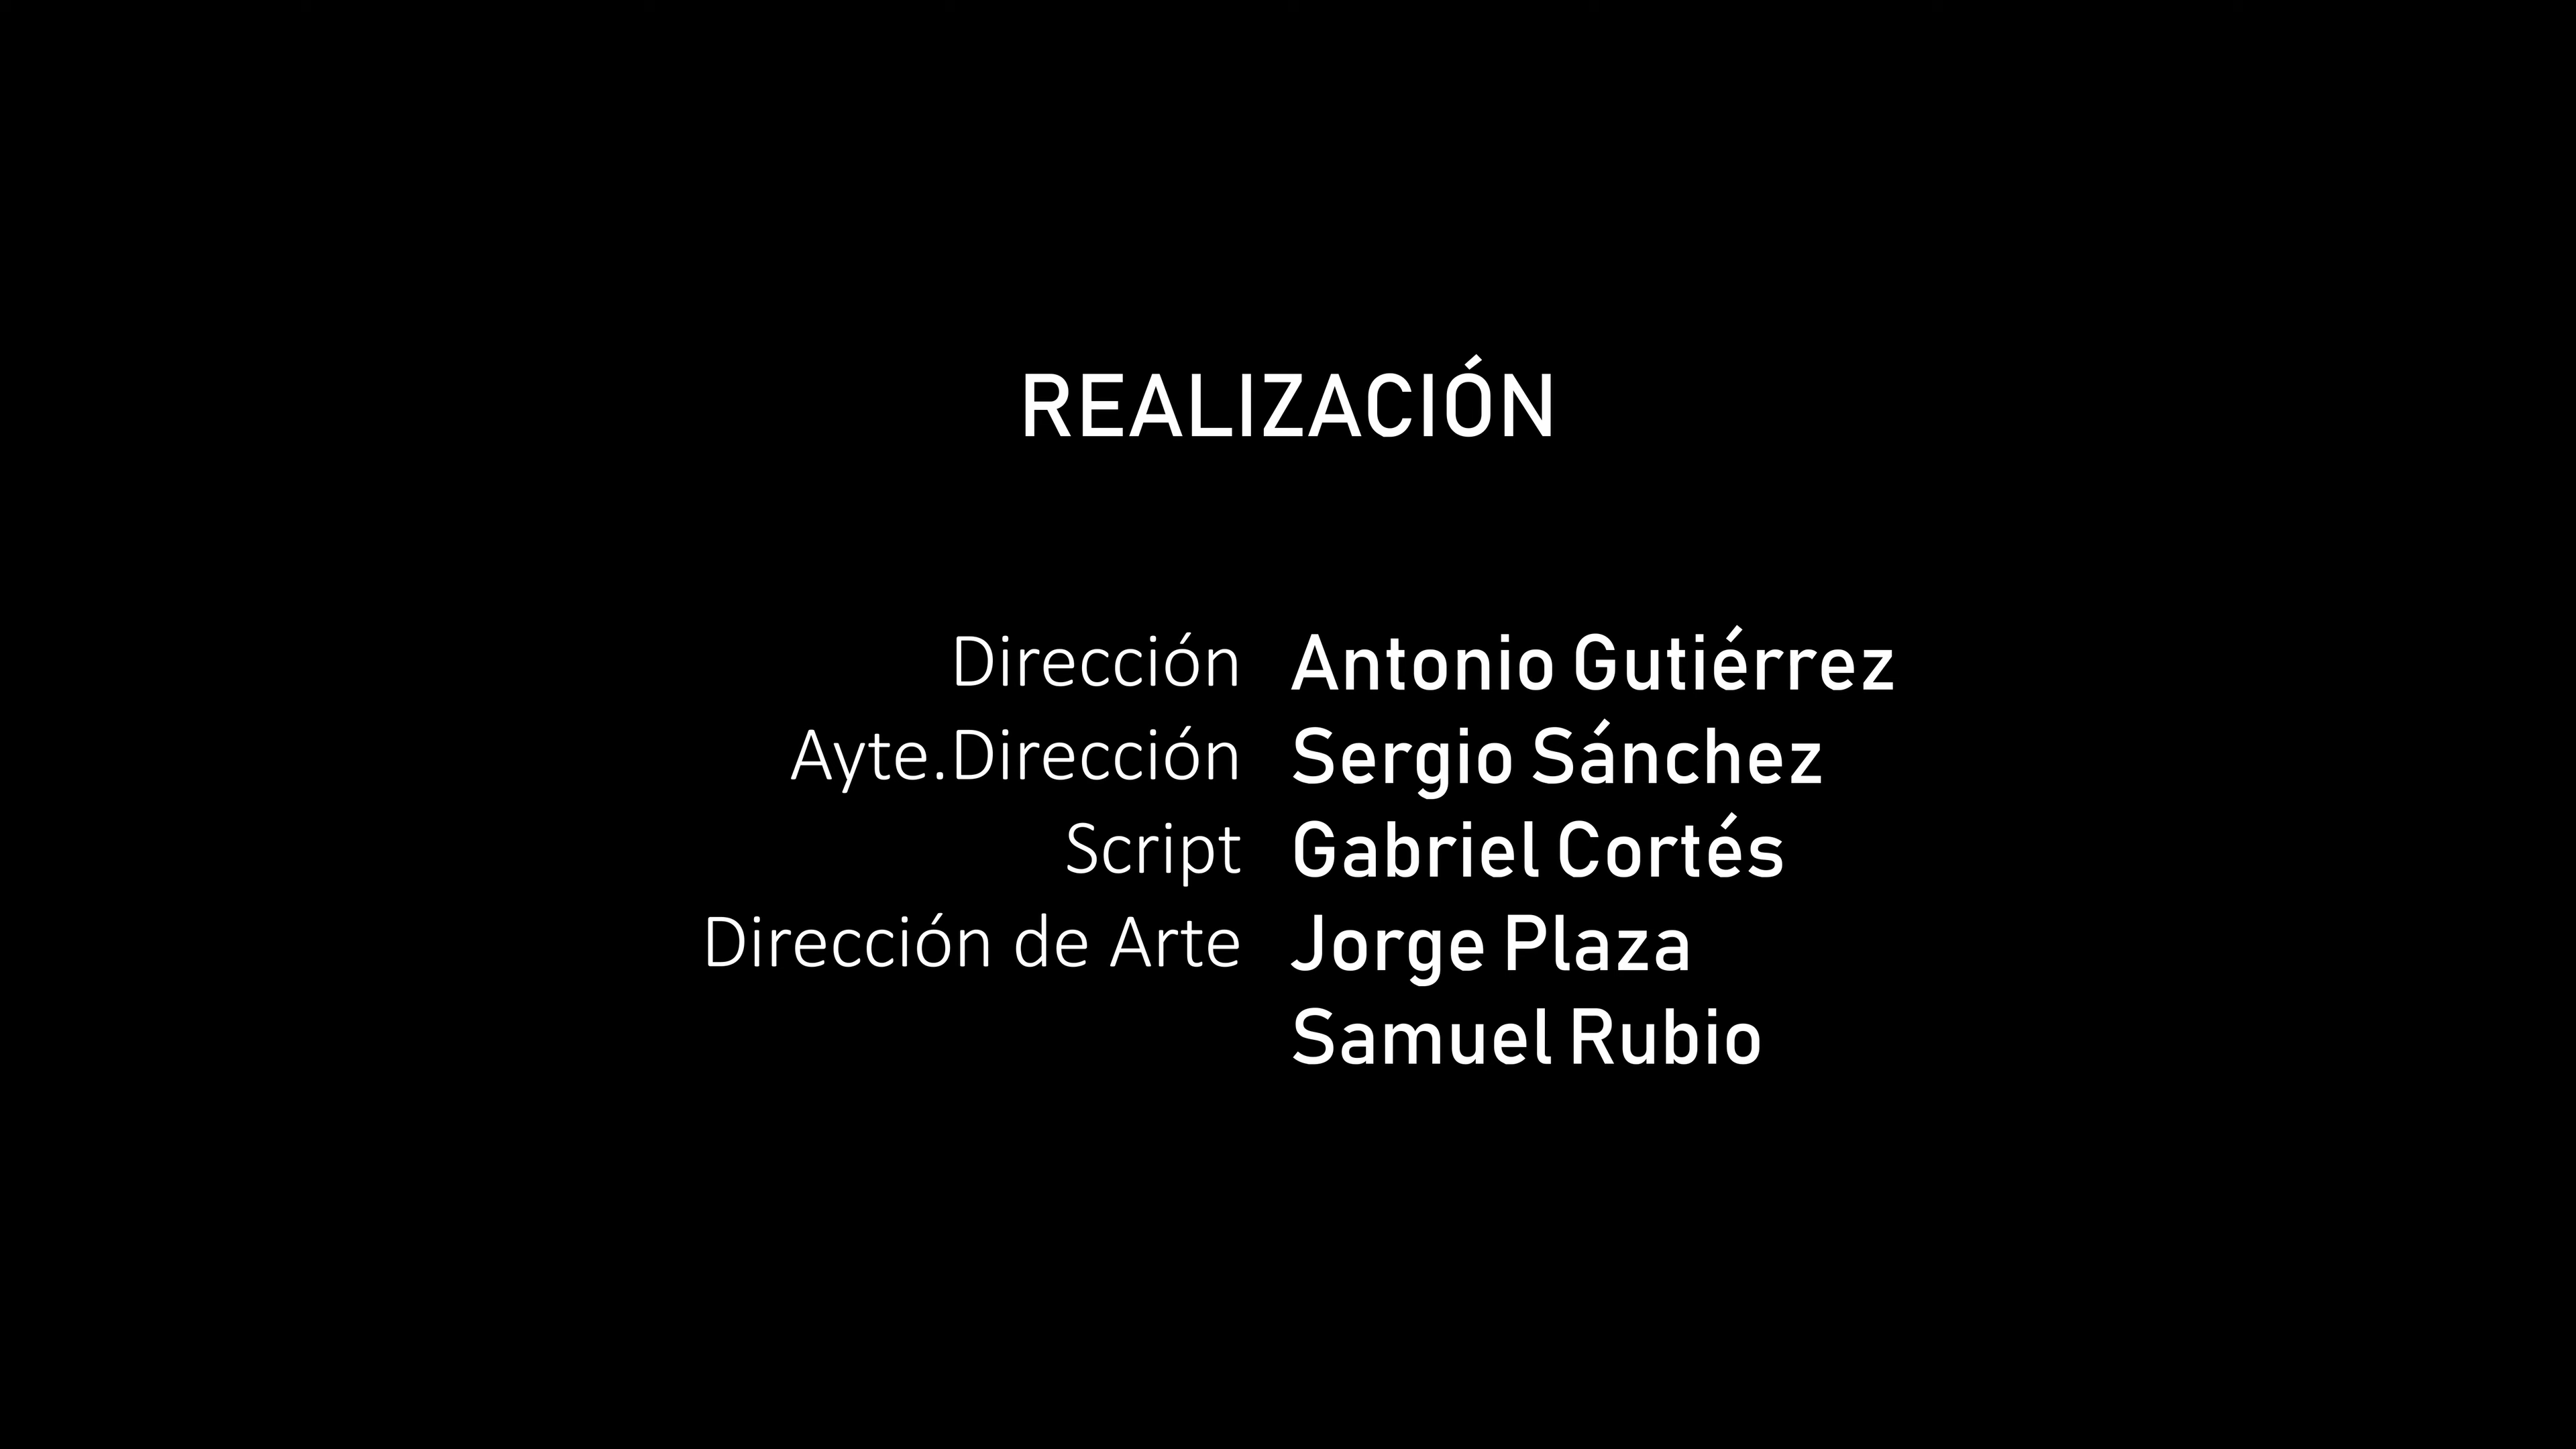 REALIZACIÓN
Dirección Antonio Gutiérrez
Ayte.Dirección Sergio Sánchez
Script Gabriel Cortés
Dirección de Arte Jorge Plaza
Samuel Rubio